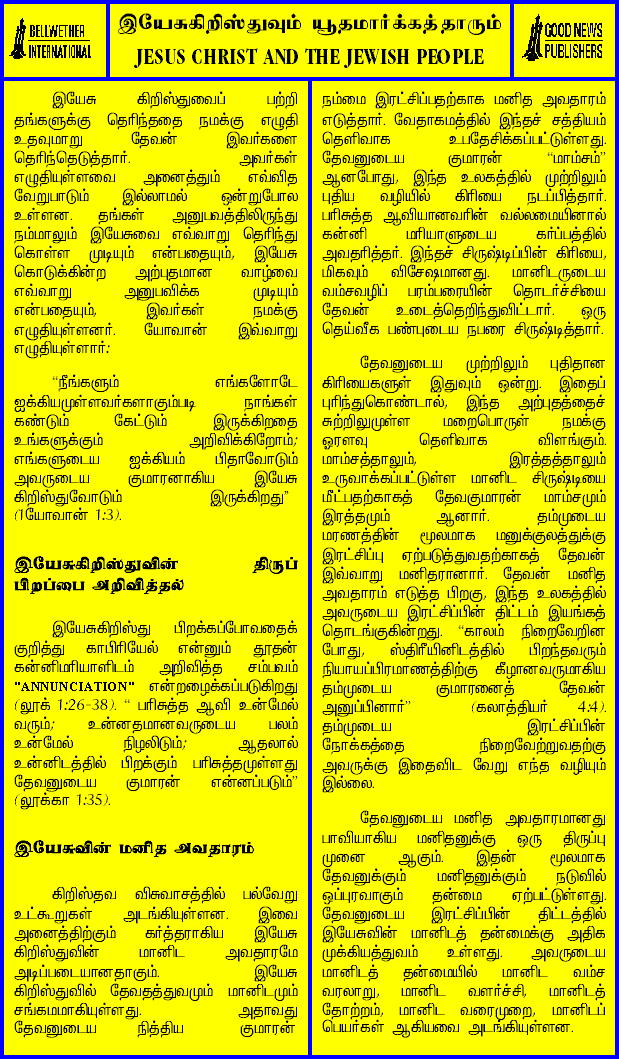 BELLWETHER
INTERNATIONAL
இயேசுகிறிஸ்துவும் யூதமார்க்கத்தாரும்
JESUS CHRIST AND THE JEWISH PEOPLE
GOOD NEWS
PUBLISHERS
இயேசு கிறிஸ்துவைப் பற்றி
தங்களுக்கு தெரிந்ததை நமக்கு எழுதி
உதவுமாறு தேவன் இவர்களை
தெரிந்தெடுத்தார். அவர்கள்
எழுதியுள்ளவை அனைத்தும் எவ்வித
வேறுபாடும் இல்லாமல் ஒன்றுபோல
உள்ளன. தங்கள் அனுபவத்திலிருந்து
நம்மாலும் இயேசுவை எவ்வாறு தெரிந்து
கொள்ள முடியும் என்பதையும், இயேசு
கொடுக்கின்ற அற்புதமான வாழ்வை
எவ்வாறு அனுபவிக்க முடியும்
என்பதையும், இவர்கள் நமக்கு
எழுதியுள்ளனர். யோவான் இவ்வாறு
எழுதியுள்ளார்:
“நீங்களும் எங்களோடே
ஐக்கியமுள்ளவர்களாகும்படி நாங்கள்
கண்டும் கேட்டும் இருக்கிறதை
உங்களுக்கும் அறிவிக்கிறோம்;
எங்களுடைய ஐக்கியம் பிதாவோடும்
அவருடைய குமாரனாகிய இயேசு
கிறிஸ்துவோடும் இருக்கிறது”
(1யோவான் 1:3).
இயேசுகிறிஸ்துவின் திருப்
பிறப்பை அறிவித்தல்
இயேசுகிறிஸ்து பிறக்கப்போவதைக்
குறித்து காபிரியேல் என்னும் தூதன்
கன்னிமரியாளிடம் அறிவித்த சம்பவம்
"ANNUNCIATION" என்றழைக்கப்படுகிறது
(லூக் 1:26-38). “ பரிசுத்த ஆவி உன்மேல்
வரும்; உன்னதமானவருடைய பலம்
உன்மேல் நிழலிடும்; ஆதலால்
உன்னிடத்தில் பிறக்கும் பரிசுத்தமுள்ளது
தேவனுடைய குமாரன் என்னப்படும்”
(லூக்கா 1:35).
இயேசுவின் மனித அவதாரம்
கிறிஸ்தவ விசுவாசத்தில் பல்வேறு
உட்கூறுகள் அடங்கியுள்ளன. இவை
அனைத்திற்கும் கர்த்தராகிய இயேசு
கிறிஸ்துவின் மானிட அவதாரமே
அடிப்படையானதாகும். இயேசு
கிறிஸ்துவில் தேவதத்துவமும் மானிடமும்
சங்கமமாகியுள்ளது. அதாவது
தேவனுடைய நித்திய குமாரன்
நம்மை இரட்சிப்பதற்காக மனித அவதாரம்
எடுத்தார். வேதாகமத்தில் இந்தச் சத்தியம்
தெளிவாக உபதேசிக்கப்பட்டுள்ளது.
தேவனுடைய குமாரன் “மாம்சம்”
ஆனபோது, இந்த உலகத்தில் முற்றிலும்
புதிய வழியில் கிரியை நடப்பித்தார்.
பரிசுத்த ஆவியானவரின் வல்லமையினால்
கன்னி மரியாளுடைய கர்ப்பத்தில்
அவதரித்தார். இந்தச் சிருஷ்டிப்பின் கிரியை,
மிகவும் விசேஷமானது. மானிடருடைய
வம்சவழிப் பரம்பரையின் தொடர்ச்சியை
தேவன் உடைத்தெறிந்துவிட்டார். ஒரு
தெய்வீக பண்புடைய நபரை சிருஷ்டித்தார்.
தேவனுடைய முற்றிலும் புதிதான
கிரியைகளுள் இதுவும் ஒன்று. இதைப்
புரிந்துகொண்டால், இந்த அற்புதத்தைச்
சுற்றிலுமுள்ள மறைபொருள் நமக்கு
ஓரளவு தெளிவாக விளங்கும்.
மாம்சத்தாலும், இரத்தத்தாலும்
உருவாக்கப்பட்டுள்ள மானிட சிருஷ்டியை
மீட்பதற்காகத் தேவகுமாரன் மாம்சமும்
இரத்தமும் ஆனார். தம்முடைய
மரணத்தின் மூலமாக மனுக்குலத்துக்கு
இரட்சிப்பு ஏற்படுத்துவதற்காகத் தேவன்
இவ்வாறு மனிதரானார். தேவன் மனித
அவதாரம் எடுத்த பிறகு, இந்த உலகத்தில்
அவருடைய இரட்சிப்பின் திட்டம் இயங்கத்
தொடங்குகின்றது. “காலம் நிறைவேறின
போது, ஸ்திரீயினிடத்தில் பிறந்தவரும்
நியாயப்பிரமாணத்திற்கு கீழானவருமாகிய
தம்முடைய குமாரனைத் தேவன்
அனுப்பினார்” (கலாத்தியர் 4:4).
தம்முடைய இரட்சிப்பின்
நோக்கத்தை நிறைவேற்றுவதற்கு
அவருக்கு இதைவிட வேறு எந்த வழியும்
இல்லை.
தேவனுடைய மனித அவதாரமானது
பாவியாகிய மனிதனுக்கு ஒரு திருப்பு
முனை ஆகும். இதன் மூலமாக
தேவனுக்கும் மனிதனுக்கும் நடுவில்
ஒப்புரவாகும் தன்மை ஏற்பட்டுள்ளது.
தேவனுடைய இரட்சிப்பின் திட்டத்தில்
இயேசுவின் மானிடத் தன்மைக்கு அதிக
முக்கியத்துவம் உள்ளது. அவருடைய
மானிடத் தன்மையில் மானிட வம்ச
வரலாறு, மானிட வளர்ச்சி, மானிடத்
தோற்றம், மானிட வரைமுறை, மானிடப்
பெயர்கள் ஆகியவை அடங்கியுள்ளன.